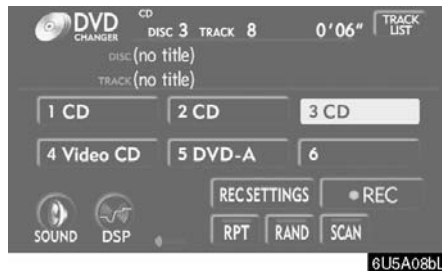 DVD CHANGER
CD
DISC 3 TRACK 8 0'06" TRACK LIST
DISC (no title)
TRACK (no title)
1 CD 2 CD 3 CD
4 Video CD 5 DVD-A 6
REC SETTINGS ●REC
SOUND DSP RPT RAND SCAN
6U5A08bL